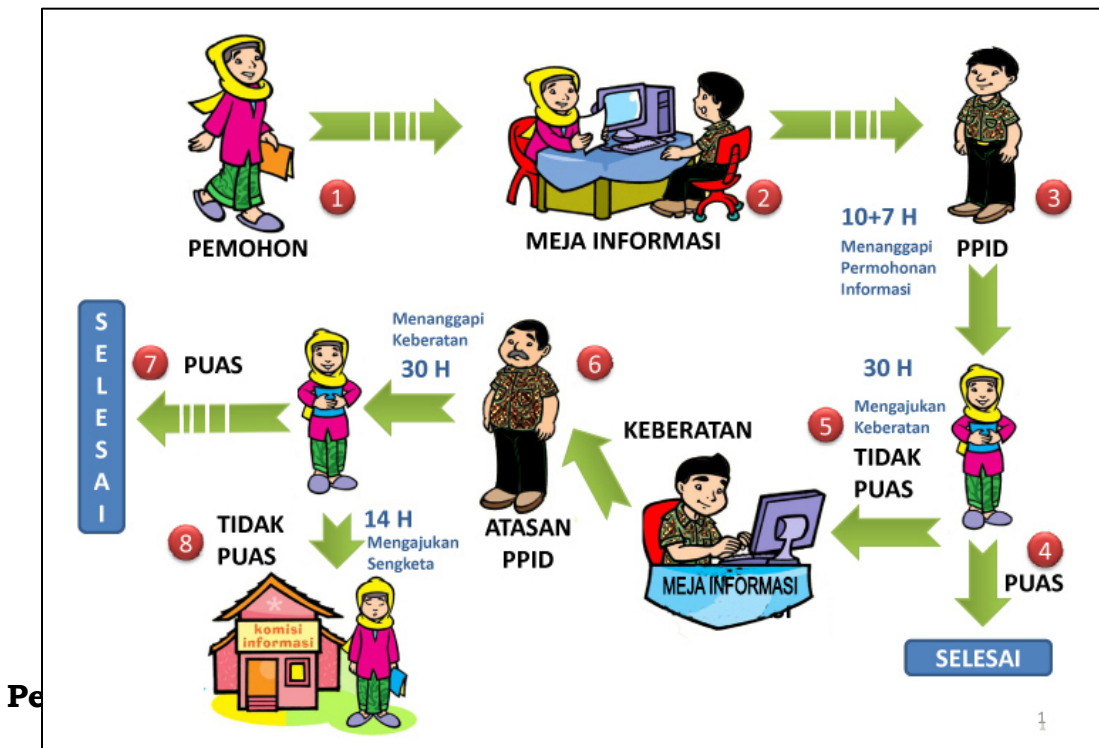 1
PEMOHON
2
MEJA INFORMASI
3
PPID
10+7 H
Menanggapi
Permohonan
Informasi
30 H
Mengajukan
Keberatan
5
TIDAK
PUAS
4
PUAS
SELESAI
KEBERATAN
MEJA INFORMASI
6
ATASAN
PPID
Menanggapi
Keberatan
30 H
7
PUAS
SELESAI
8
TIDAK
PUAS
14 H
Mengajukan
Sengketa
komisi
informasi
Pe
1